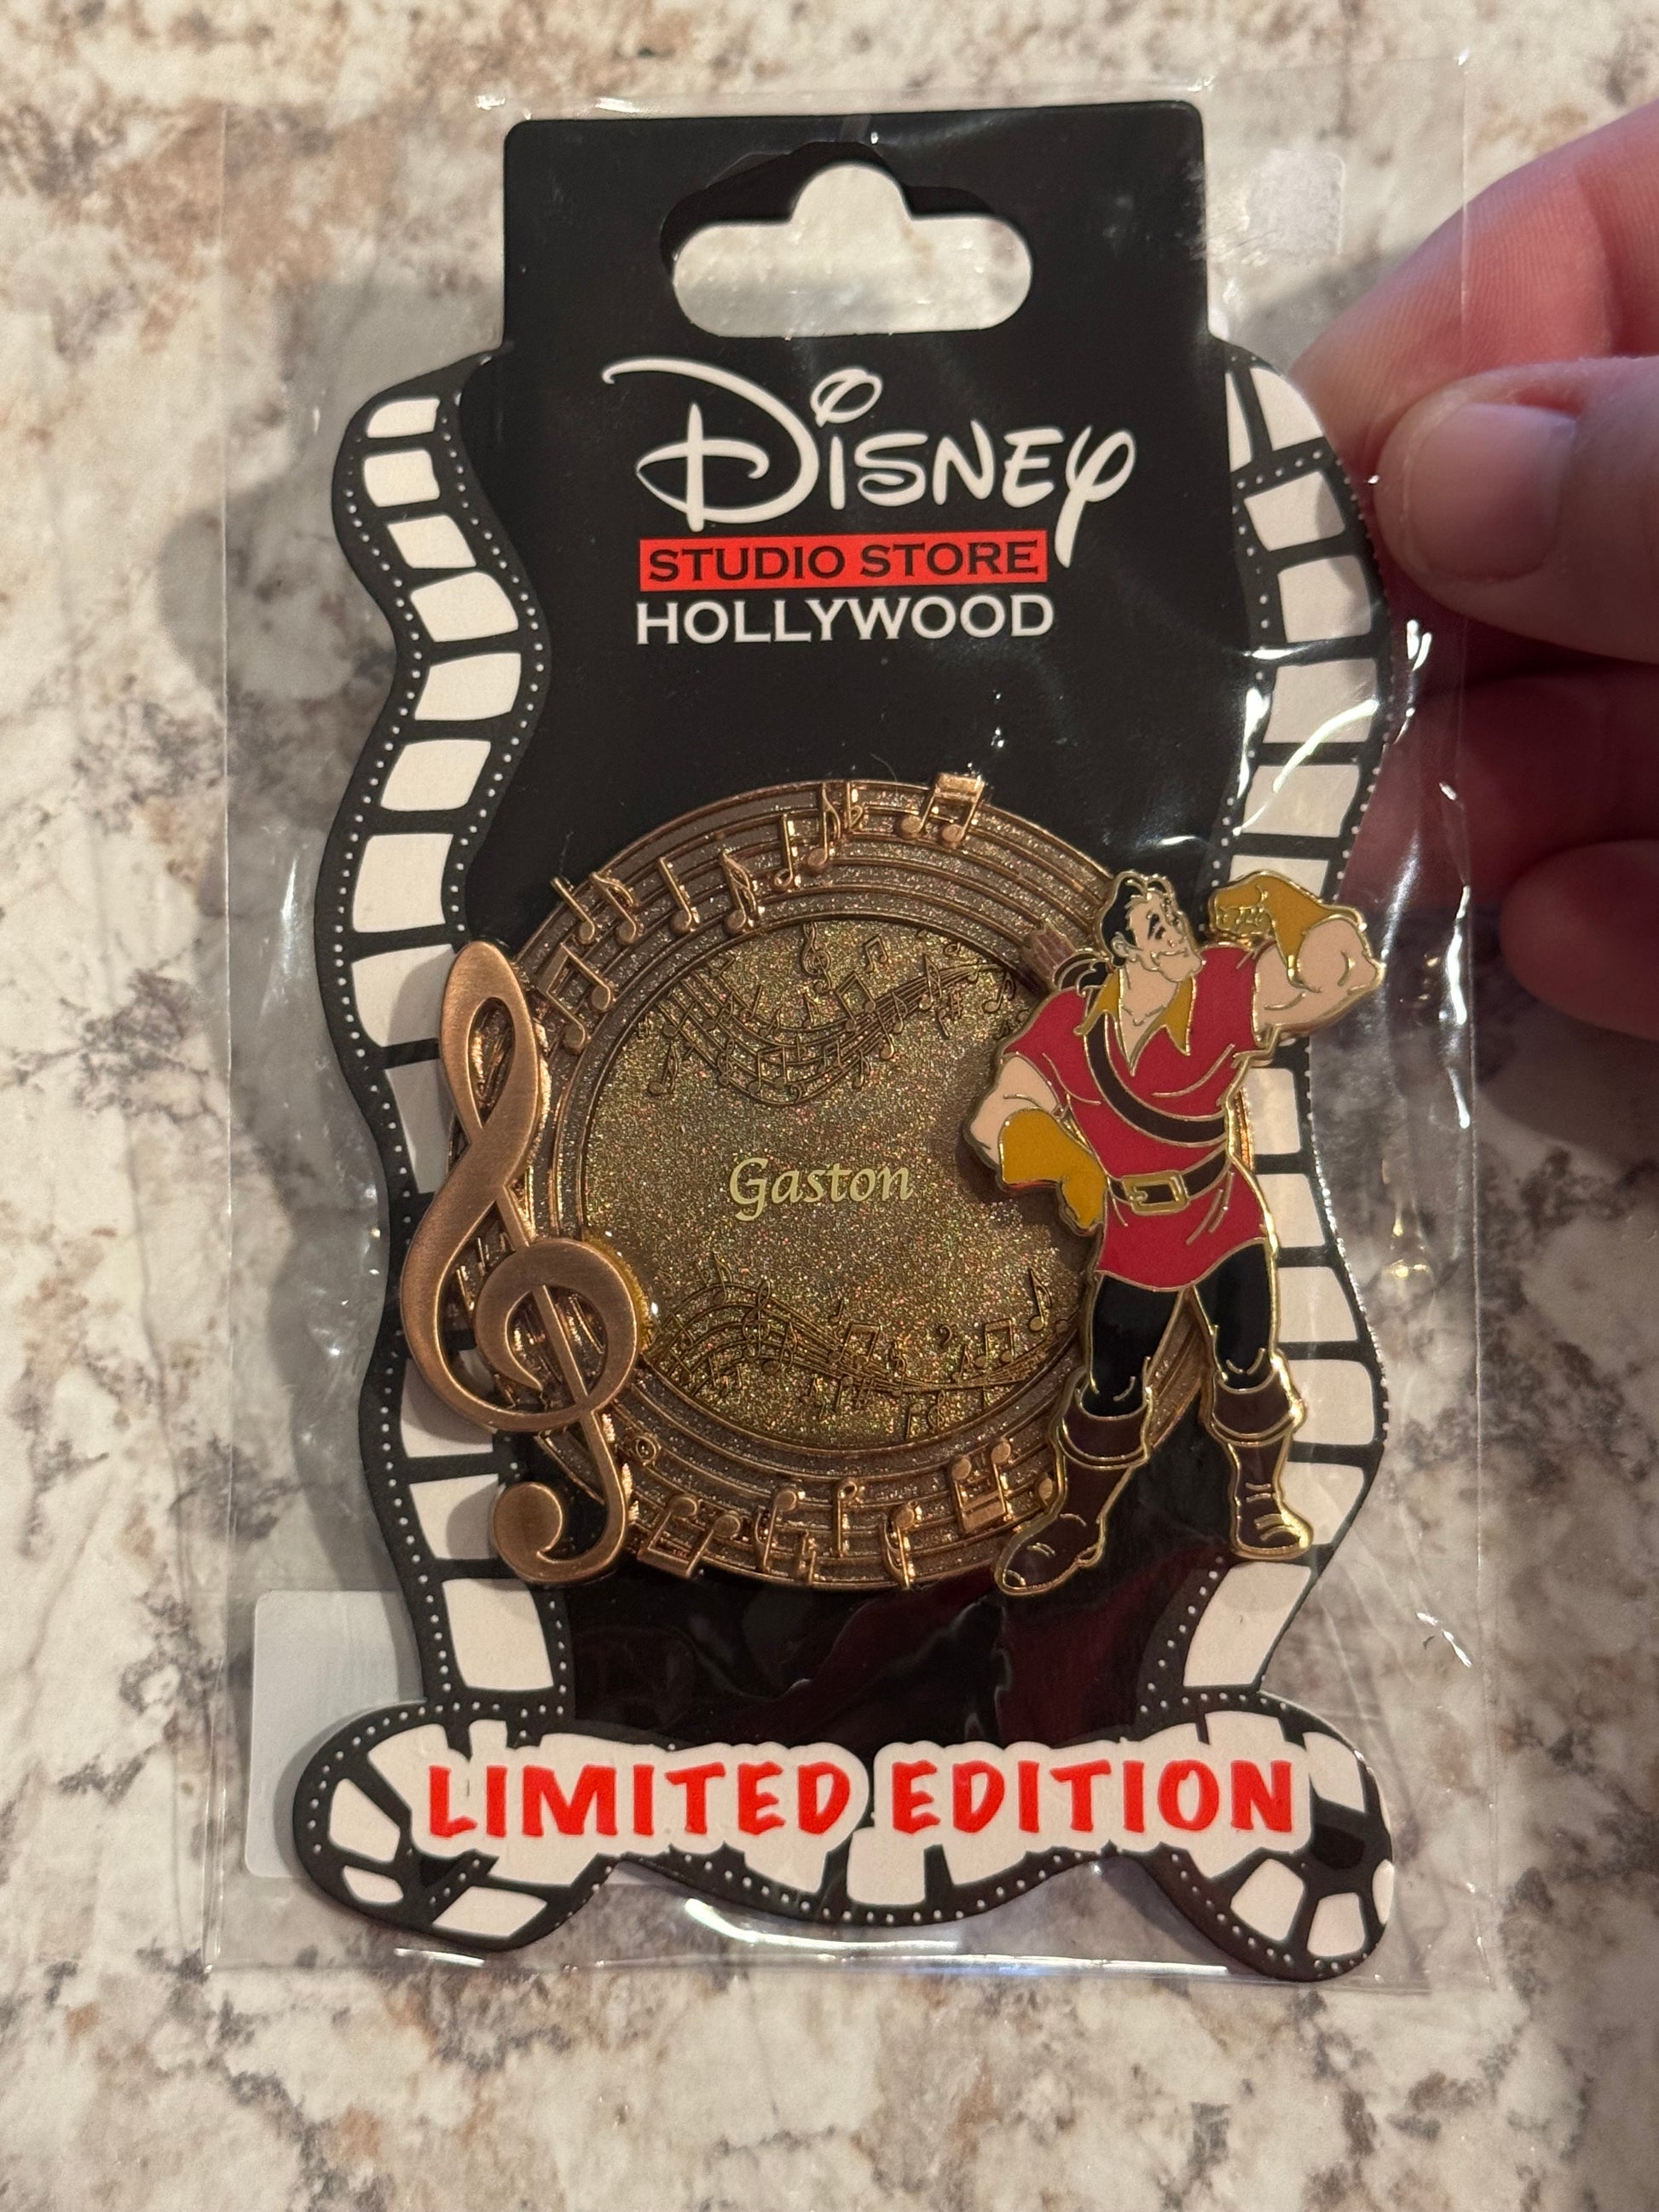 Disney
STUDIO STORE
HOLLYWOOD
Gaston
LIMITED EDITION